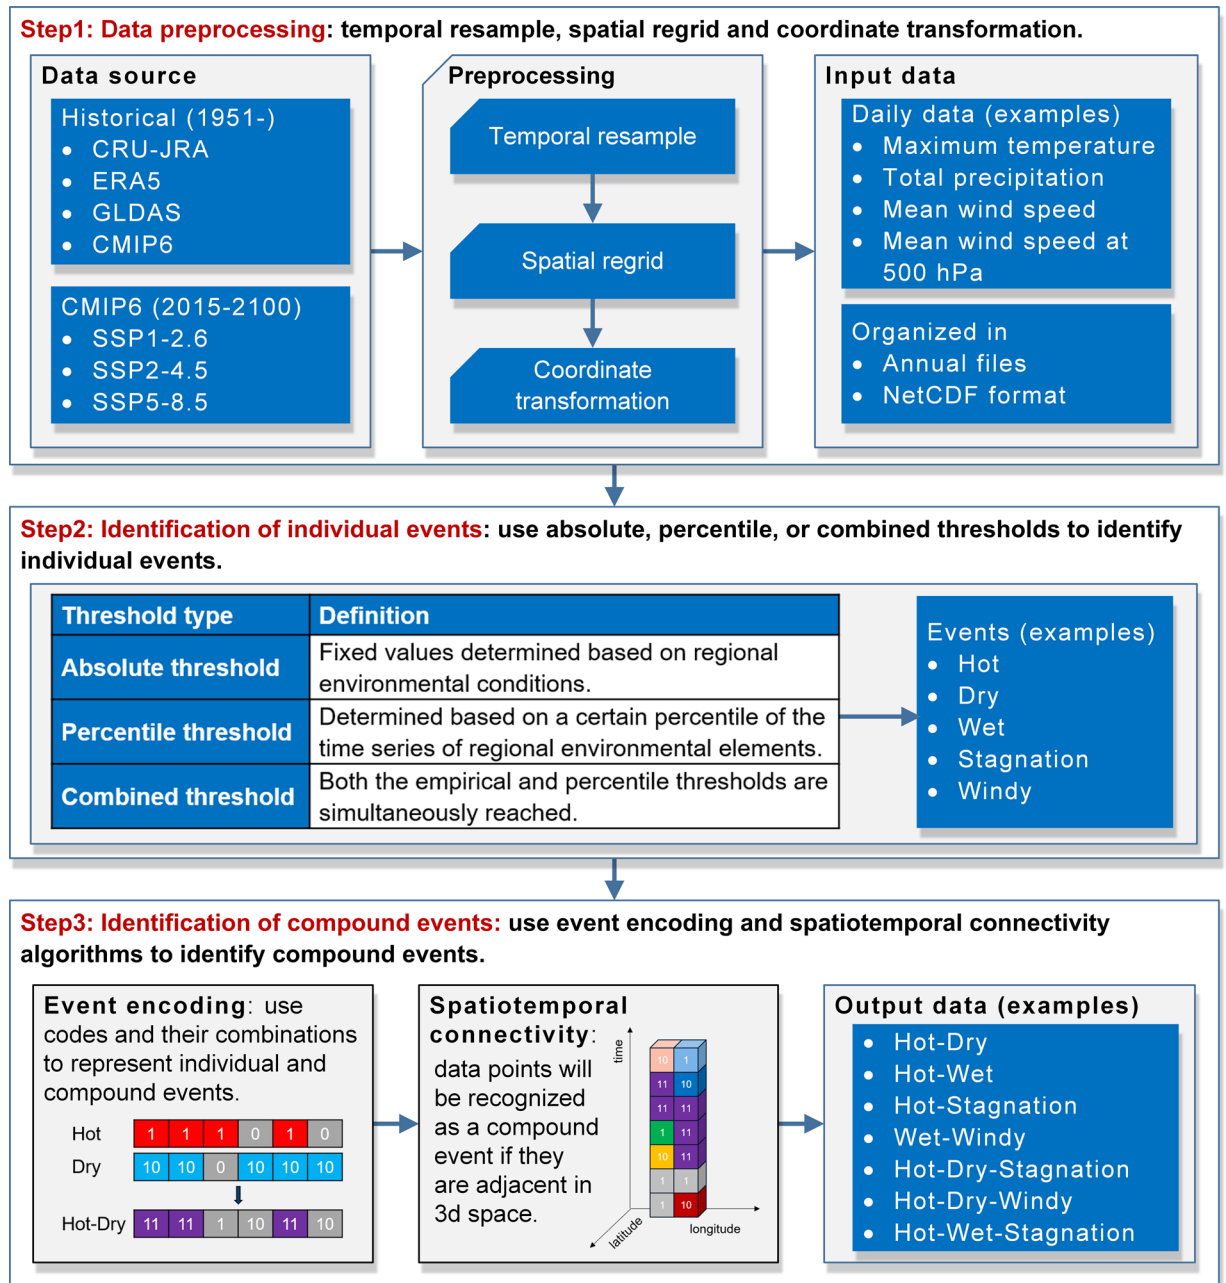 Step1: Data preprocessing: temporal resample, spatial regrid and coordinate transformation.
Data source
Historical (1951-)
• CRU-JRA
• ERA5
• GLDAS
• CMIP6
CMIP6 (2015-2100)
• SSP1-2.6
• SSP2-4.5
• SSP5-8.5
Preprocessing
Temporal resample
Spatial regrid
Coordinate
transformation
Input data
Daily data (examples)
• Maximum temperature
• Total precipitation
• Mean wind speed
• Mean wind speed at
500 hPa
Organized in
• Annual files
• NetCDF format
Step2: Identification of individual events: use absolute, percentile, or combined thresholds to identify
individual events.
Threshold type Definition
Absolute threshold
Fixed values determined based on regional
environmental conditions.
Percentile threshold
Determined based on a certain percentile of the
time series of regional environmental elements.
Combined threshold
Both the empirical and percentile thresholds are
simultaneously reached.
Events (examples)
• Hot
• Dry
• Wet
• Stagnation
• Windy
Step3: Identification of compound events: use event encoding and spatiotemporal connectivity
algorithms to identify compound events.
Event encoding: use
codes and their combinations
to represent individual and
compound events.
Hot 1 1 1 0 1 0
Dry 10 10 0 10 10 10
Hot-Dry 11 11 1 10 11 10
Spatiotemporal
connectivity:
data points will
be recognized
as a compound
event if they
are adjacent in
3d space.
time
10 1
11 10
11 11
1 11
10 11
1 1
1 10
latitude
longitude
Output data (examples)
• Hot-Dry
• Hot-Wet
• Hot-Stagnation
• Wet-Windy
• Hot-Dry-Stagnation
• Hot-Dry-Windy
• Hot-Wet-Stagnation